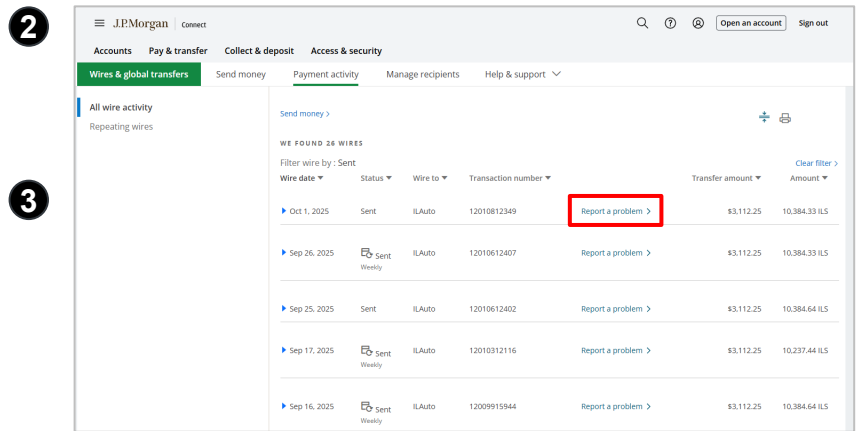 2
J.P.Morgan | Connect Open an account Sign out
Accounts Pay & transfer Collect & deposit Access & security
Wires & global transfers Send money Payment activity Manage recipients Help & support
All wire activity
Repeating wires
Send money >
WE FOUND 26 WIRES
Filter wire by : Sent Clear filter >
Wire date ▼ Status ▼ Wire to ▼ Transaction number ▼ Transfer amount ▼ Amount ▼
3
Oct 1, 2025 Sent ILAuto 12010812349 Report a problem > $3,112.25 10,384.33 ILS
Sep 26, 2025 Sent ILAuto 12010612407 Report a problem > $3,112.25 10,384.33 ILS
Weekly
Sep 25, 2025 Sent ILAuto 12010612402 Report a problem > $3,112.25 10,384.64 ILS
Sep 17, 2025 Sent ILAuto 12010312116 Report a problem > $3,112.25 10,237.44 ILS
Weekly
Sep 16, 2025 Sent ILAuto 12009915944 Report a problem > $3,112.25 10,384.64 ILS
Weekly